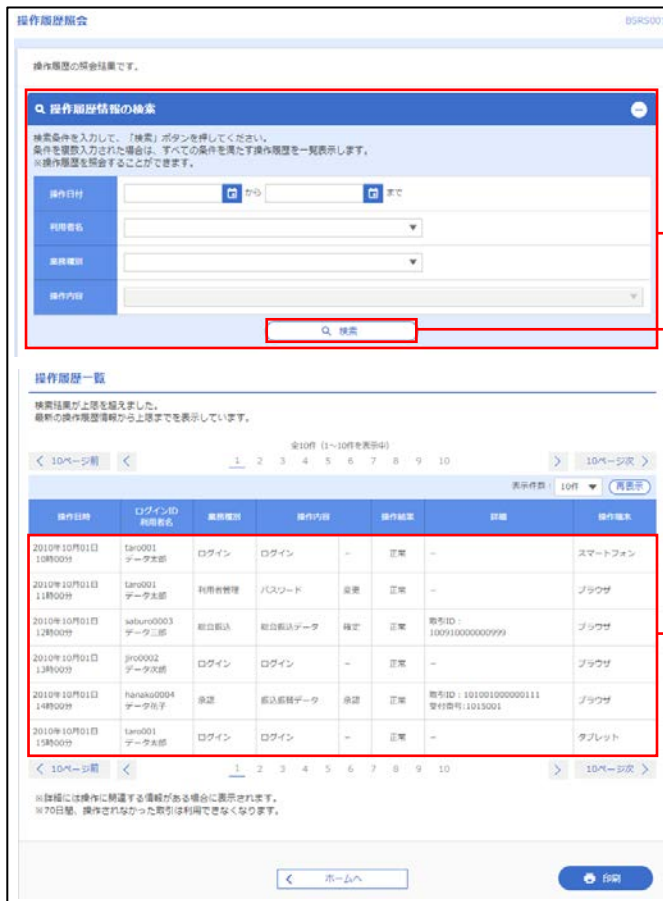 操作履歴照会
BSRS001
操作履歴の照会結果です。
操作履歴情報の検索
検索条件を入力して、「検索」ボタンを押してください。
条件を複数入力された場合は、すべての条件を満たす操作履歴を一覧表示します。
※操作履歴を照会することができます。
操作日付 から まで
利用者名
業務種別
操作内容
検索
操作履歴一覧
検索結果が上限を超えました。
最新の操作履歴情報から上限までを表示しています。
全10件（1～10件を表示中）
< 10ページ前 < 1 2 3 4 5 6 7 8 9 10 > 10ページ次 >
表示件数： 10件 再表示
操作日時 ログインID 利用者名 業務種別 操作内容 操作結果 詳細 操作端末
2010年10月01日 10時00分 taro001 データ太郎 ログイン ログイン － 正常 － スマートフォン
2010年10月01日 11時00分 taro001 データ太郎 利用者管理 パスワード 変更 正常 － ブラウザ
2010年10月01日 12時00分 saburo0003 データ三郎 総合振込 総合振込データ 確定 正常 取引ID： 100910000000999 ブラウザ
2010年10月01日 13時00分 jiro0002 データ次郎 ログイン ログイン － 正常 － ブラウザ
2010年10月01日 14時00分 hanako0004 データ花子 承認 振込振替データ 承認 正常 取引ID：101001000000111 受付番号:1015001 ブラウザ
2010年10月01日 15時00分 taro001 データ太郎 ログイン ログイン － 正常 － タブレット
< 10ページ前 < 1 2 3 4 5 6 7 8 9 10 > 10ページ次 >
※詳細には操作に関連する情報がある場合に表示されます。
※70日間、操作されなかった取引は利用できなくなります。
ホームへ
印刷